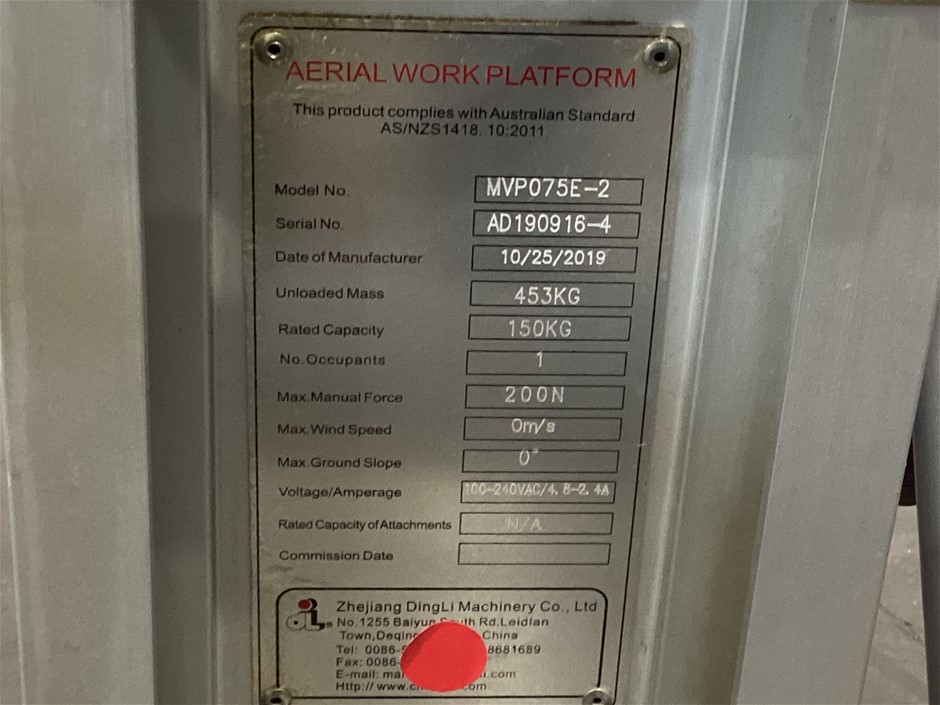 AERIAL WORK PLATFORM
This product complies with Australian Standard
AS/NZS1418. 10:2011
Model No. MVP075E-2
Serial No. AD190916-4
Date of Manufacturer 10/25/2019
Unloaded Mass 453KG
Rated Capacity 150KG
No.Occupants 1
Max.Manual Force 200N
Max.Wind Speed 0m/s
Max.Ground Slope 0°
Voltage/Amperage 100-240VAC/4.8-2.4A
Rated Capacity of Attachments N/A
Commission Date
Zhejiang DingLi Machinery Co., Ltd
No.1255 Baiyun Rd,Leidian
Town, China
Tel: 0086- 8681689
Fax: 0086-
E-mail: .com
Http://www. com